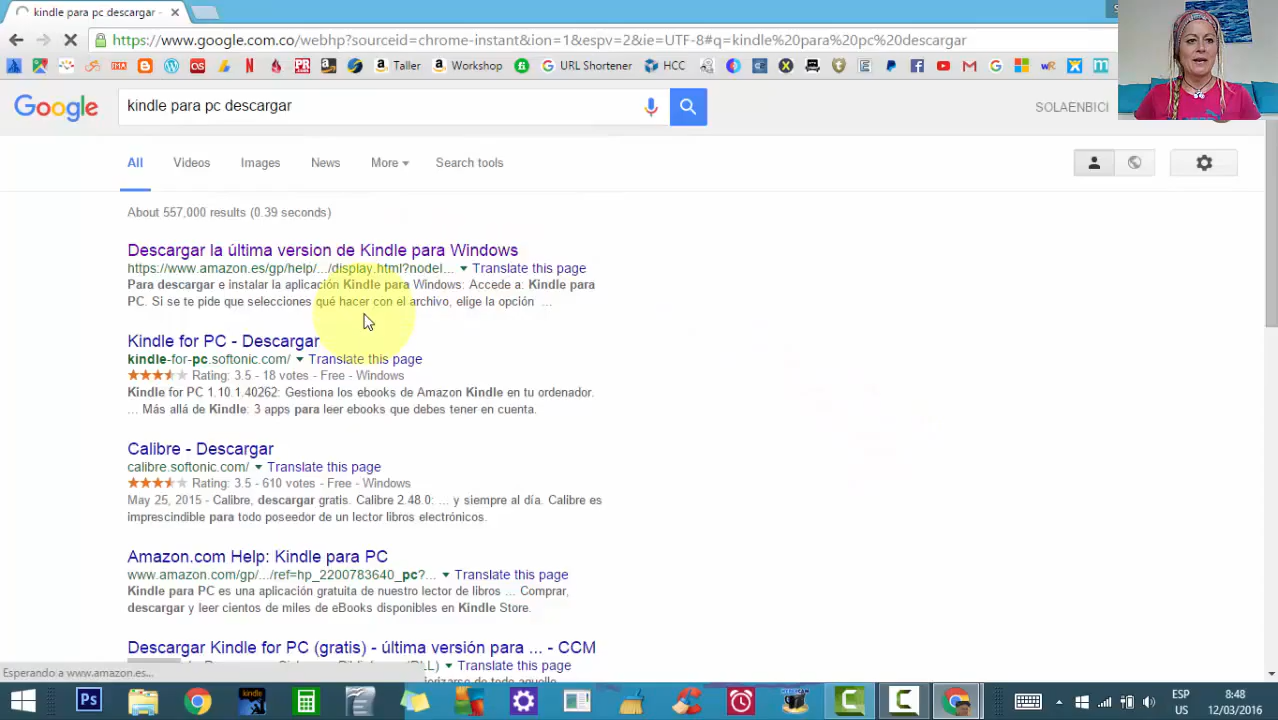 kindle para pc descargar -
https://www.google.com.co/webhp?sourceid=chrome-instant&ion=1&espv=2&ie=UTF-8#q=kindle%20para%20pc%20descargar
Taller Workshop URL Shortener HCC
Google kindle para pc descargar SOLAENBICI
All Videos Images News More Search tools
About 557,000 results (0.39 seconds)
Descargar la última version de Kindle para Windows
https://www.amazon.es/gp/help/.../display.html?nodeI... Translate this page
Para descargar e instalar la aplicación Kindle para Windows: Accede a: Kindle para
PC. Si se te pide que selecciones qué hacer con el archivo, elige la opción ...
Kindle for PC - Descargar
kindle-for-pc.softonic.com/ Translate this page
Rating: 3.5 - 18 votes - Free - Windows
Kindle for PC 1.10.1.40262: Gestiona los ebooks de Amazon Kindle en tu ordenador.
... Más allá de Kindle: 3 apps para leer ebooks que debes tener en cuenta.
Calibre - Descargar
calibre.softonic.com/ Translate this page
Rating: 3.5 - 610 votes - Free - Windows
May 25, 2015 - Calibre, descargar gratis. Calibre 2.48.0: ... y siempre al día. Calibre es
imprescindible para todo poseedor de un lector libros electrónicos.
Amazon.com Help: Kindle para PC
www.amazon.com/gp/.../ref=hp_2200783640_pc?... Translate this page
Kindle para PC es una aplicación gratuita de nuestro lector de libros ... Comprar,
descargar y leer cientos de miles de eBooks disponibles en Kindle Store.
Descargar Kindle for PC (gratis) - última versión para ... - CCM
Translate this page
Esperando a www.amazon.es...
Ps kindle ESP 8:48
US 12/03/2016